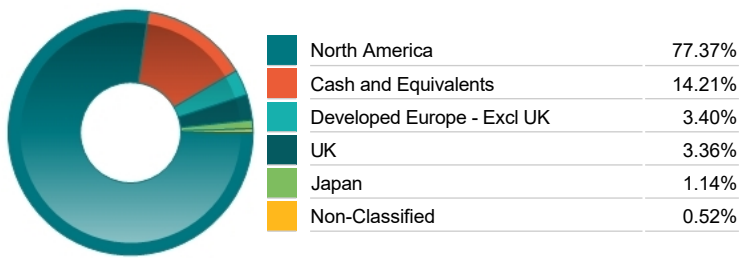 North America 77.37%
Cash and Equivalents 14.21%
Developed Europe - Excl UK 3.40%
UK 3.36%
Japan 1.14%
Non-Classified 0.52%